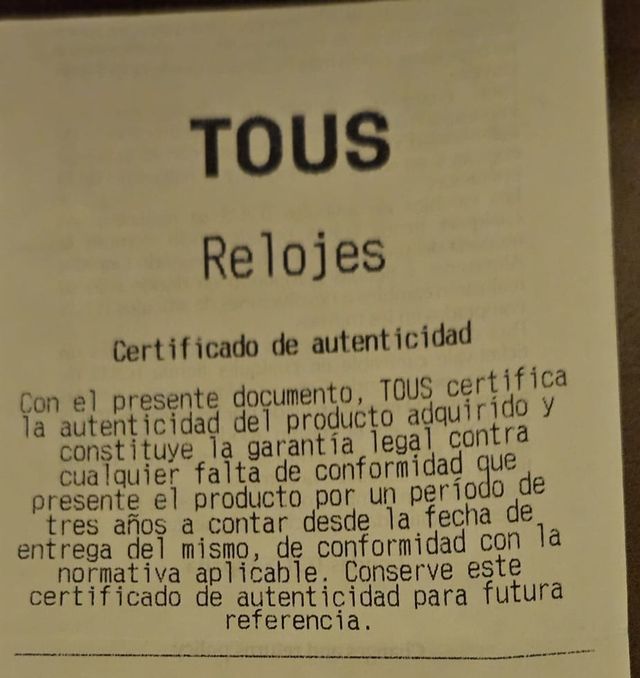 TOUS
Relojes
Certificado de autenticidad
Con el presente documento, TOUS certifica
la autenticidad del producto adquirido y
constituye la garantía legal contra
cualquier falta de conformidad que
presente el producto por un período de
tres años a contar desde la fecha de
entrega del mismo, de conformidad con la
normativa aplicable. Conserve este
certificado de autenticidad para futura
referencia.